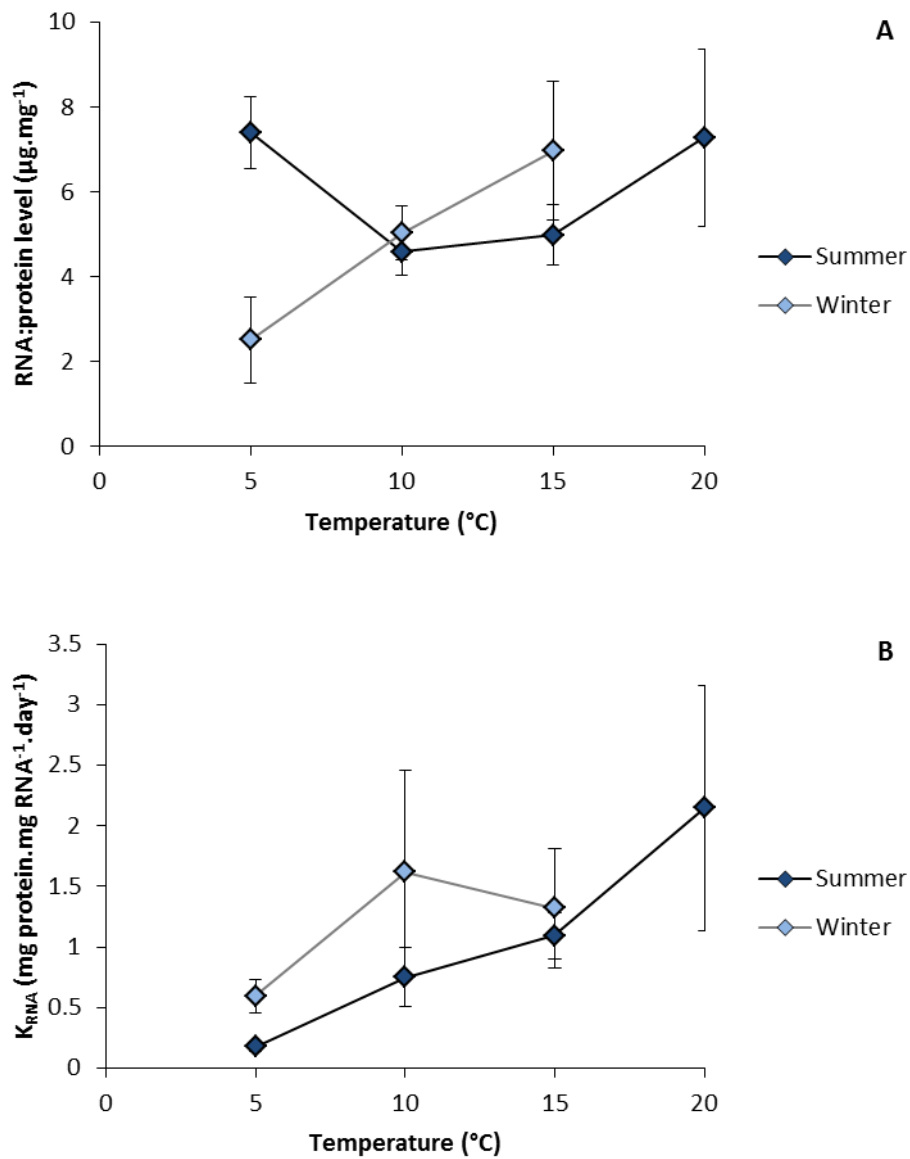 A
10
8
6
4
2
0
RNA:protein level (µg.mg⁻¹)
0 5 10 15 20
Temperature (°C)
Summer
Winter
B
3.5
3
2.5
2
1.5
1
0.5
0
K_RNA (mg protein.mg RNA⁻¹.day⁻¹)
0 5 10 15 20
Temperature (°C)
Summer
Winter